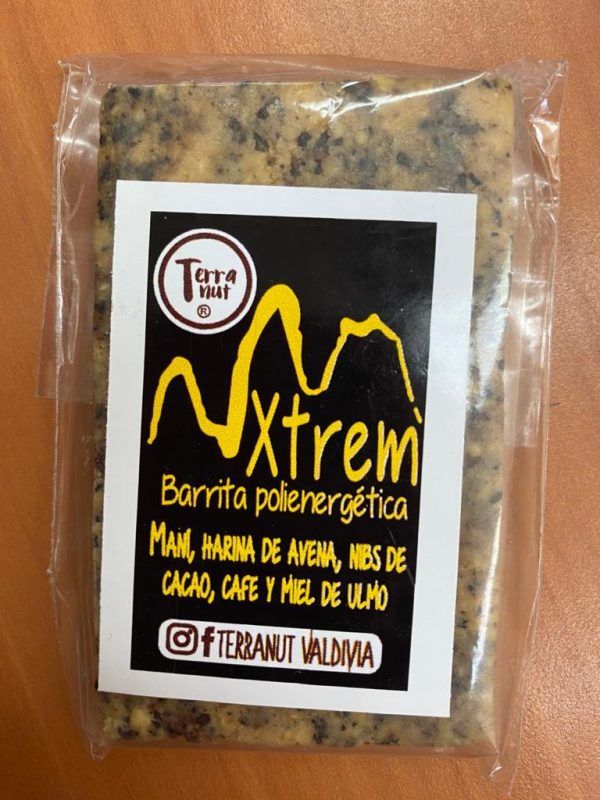 Terra
nut
®
Xtrem
Barrita polienergética
MANÍ, HARINA DE AVENA, NIBS DE
CACAO, CAFE Y MIEL DE ULMO
f TERRANUT VALDIVIA